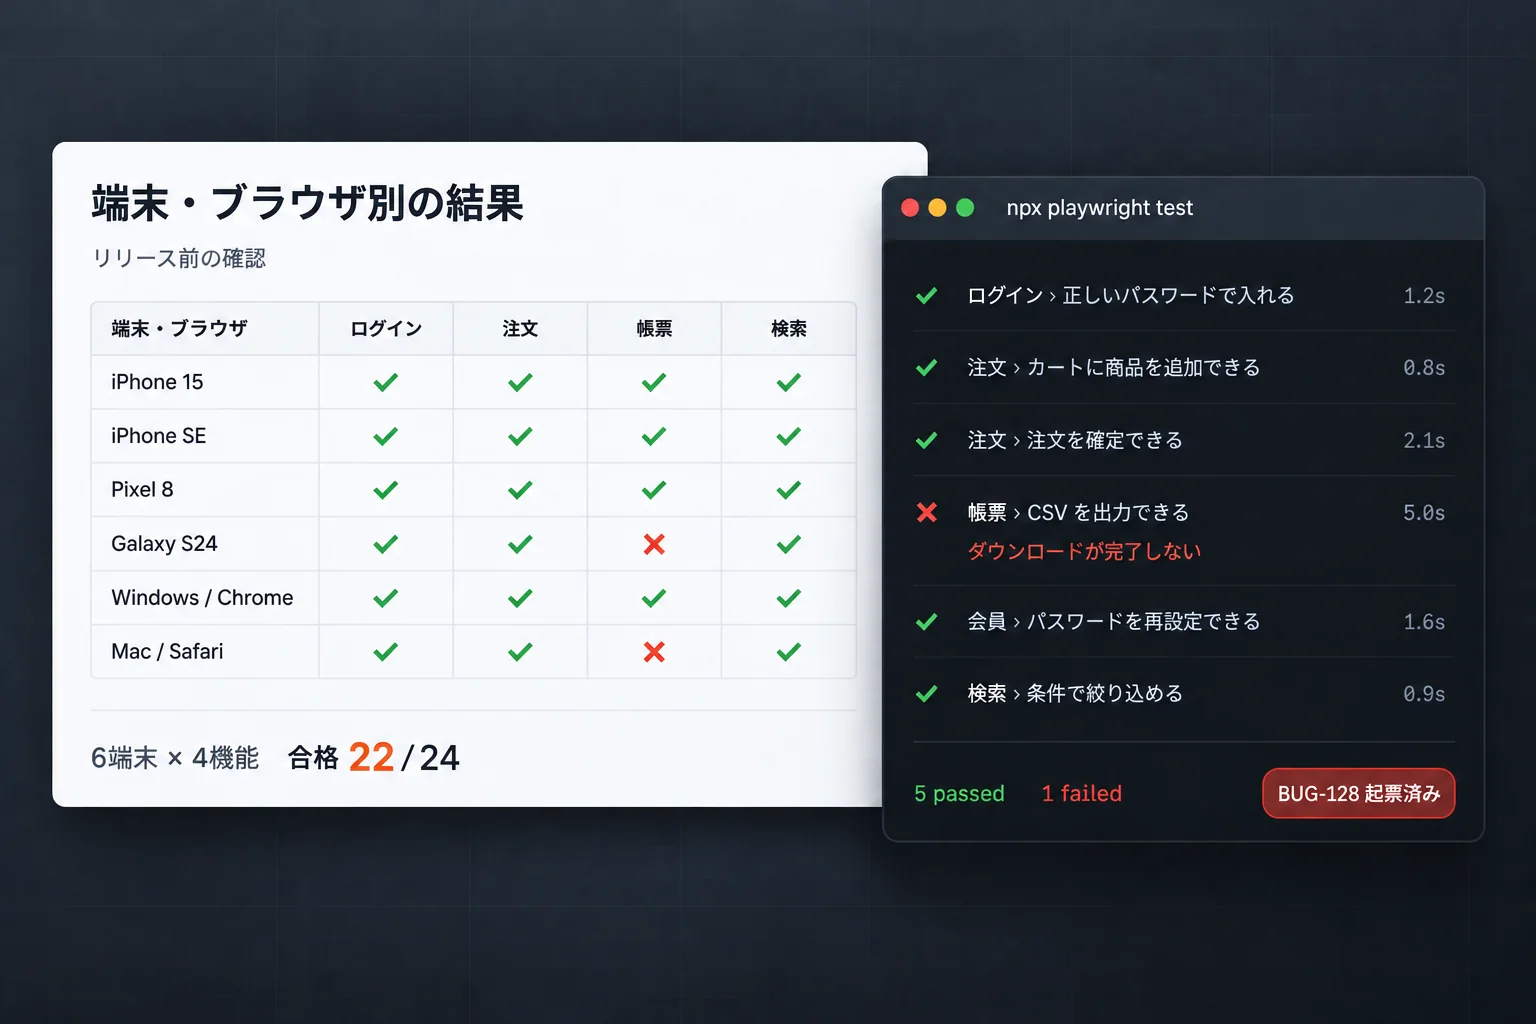 端末・ブラウザ別の結果
リリース前の確認
端末・ブラウザ ログイン 注文 帳票 検索
iPhone 15
iPhone SE
Pixel 8
Galaxy S24
Windows / Chrome
Mac / Safari
6端末 × 4機能 合格 22 / 24
npx playwright test
ログイン › 正しいパスワードで入れる 1.2s
注文 › カートに商品を追加できる 0.8s
注文 › 注文を確定できる 2.1s
帳票 › CSV を出力できる 5.0s
ダウンロードが完了しない
会員 › パスワードを再設定できる 1.6s
検索 › 条件で絞り込める 0.9s
5 passed 1 failed BUG-128 起票済み